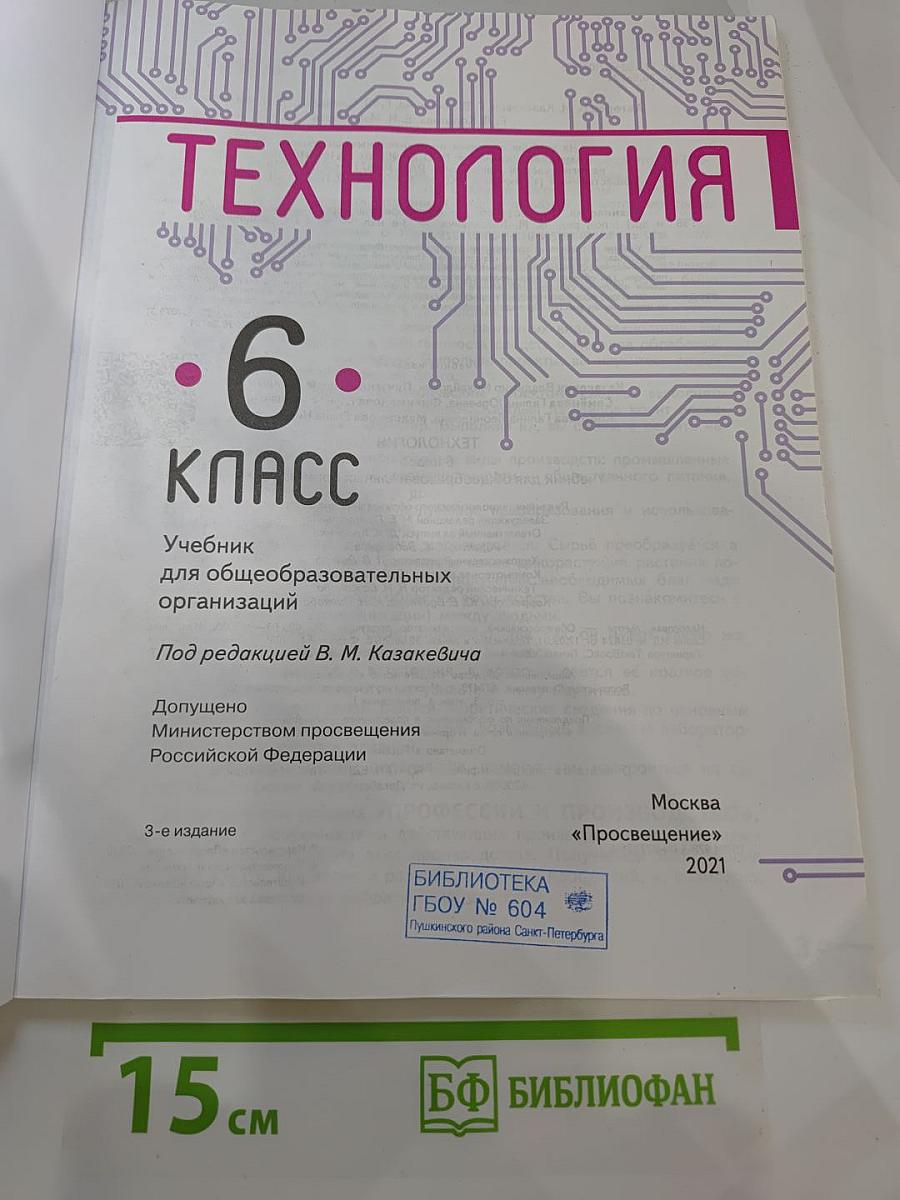 ТЕХНОЛОГИЯ
6
КЛАСС
Учебник
для общеобразовательных
организаций
Под редакцией В. М. Казакевича
Допущено
Министерством просвещения
Российской Федерации
3-е издание
Москва
«Просвещение»
2021
БИБЛИОТЕКА
ГБОУ № 604
Пушкинского района Санкт-Петербурга
15 см
БФ БИБЛИОФАН